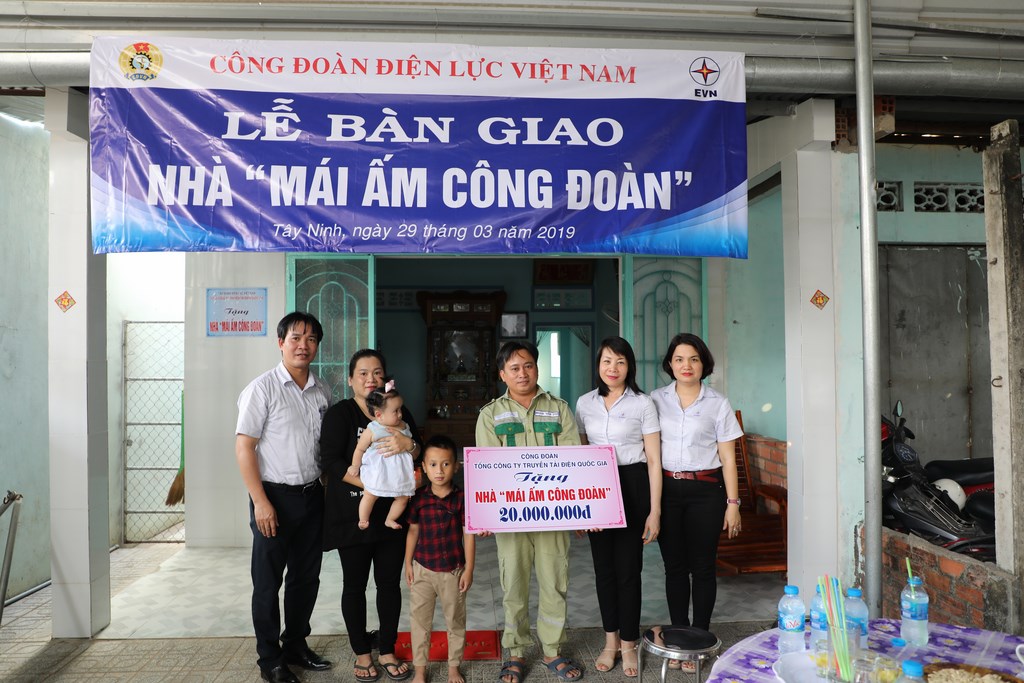 CÔNG ĐOÀN ĐIỆN LỰC VIỆT NAM
EVN
LỄ BÀN GIAO
NHÀ “MÁI ẤM CÔNG ĐOÀN”
Tây Ninh, ngày 29 tháng 03 năm 2019
Tặng
NHÀ "MÁI ẤM CÔNG ĐOÀN"
CÔNG ĐOÀN
TỔNG CÔNG TY TRUYỀN TẢI ĐIỆN QUỐC GIA
Tặng
NHÀ “MÁI ẤM CÔNG ĐOÀN”
20.000.000đ